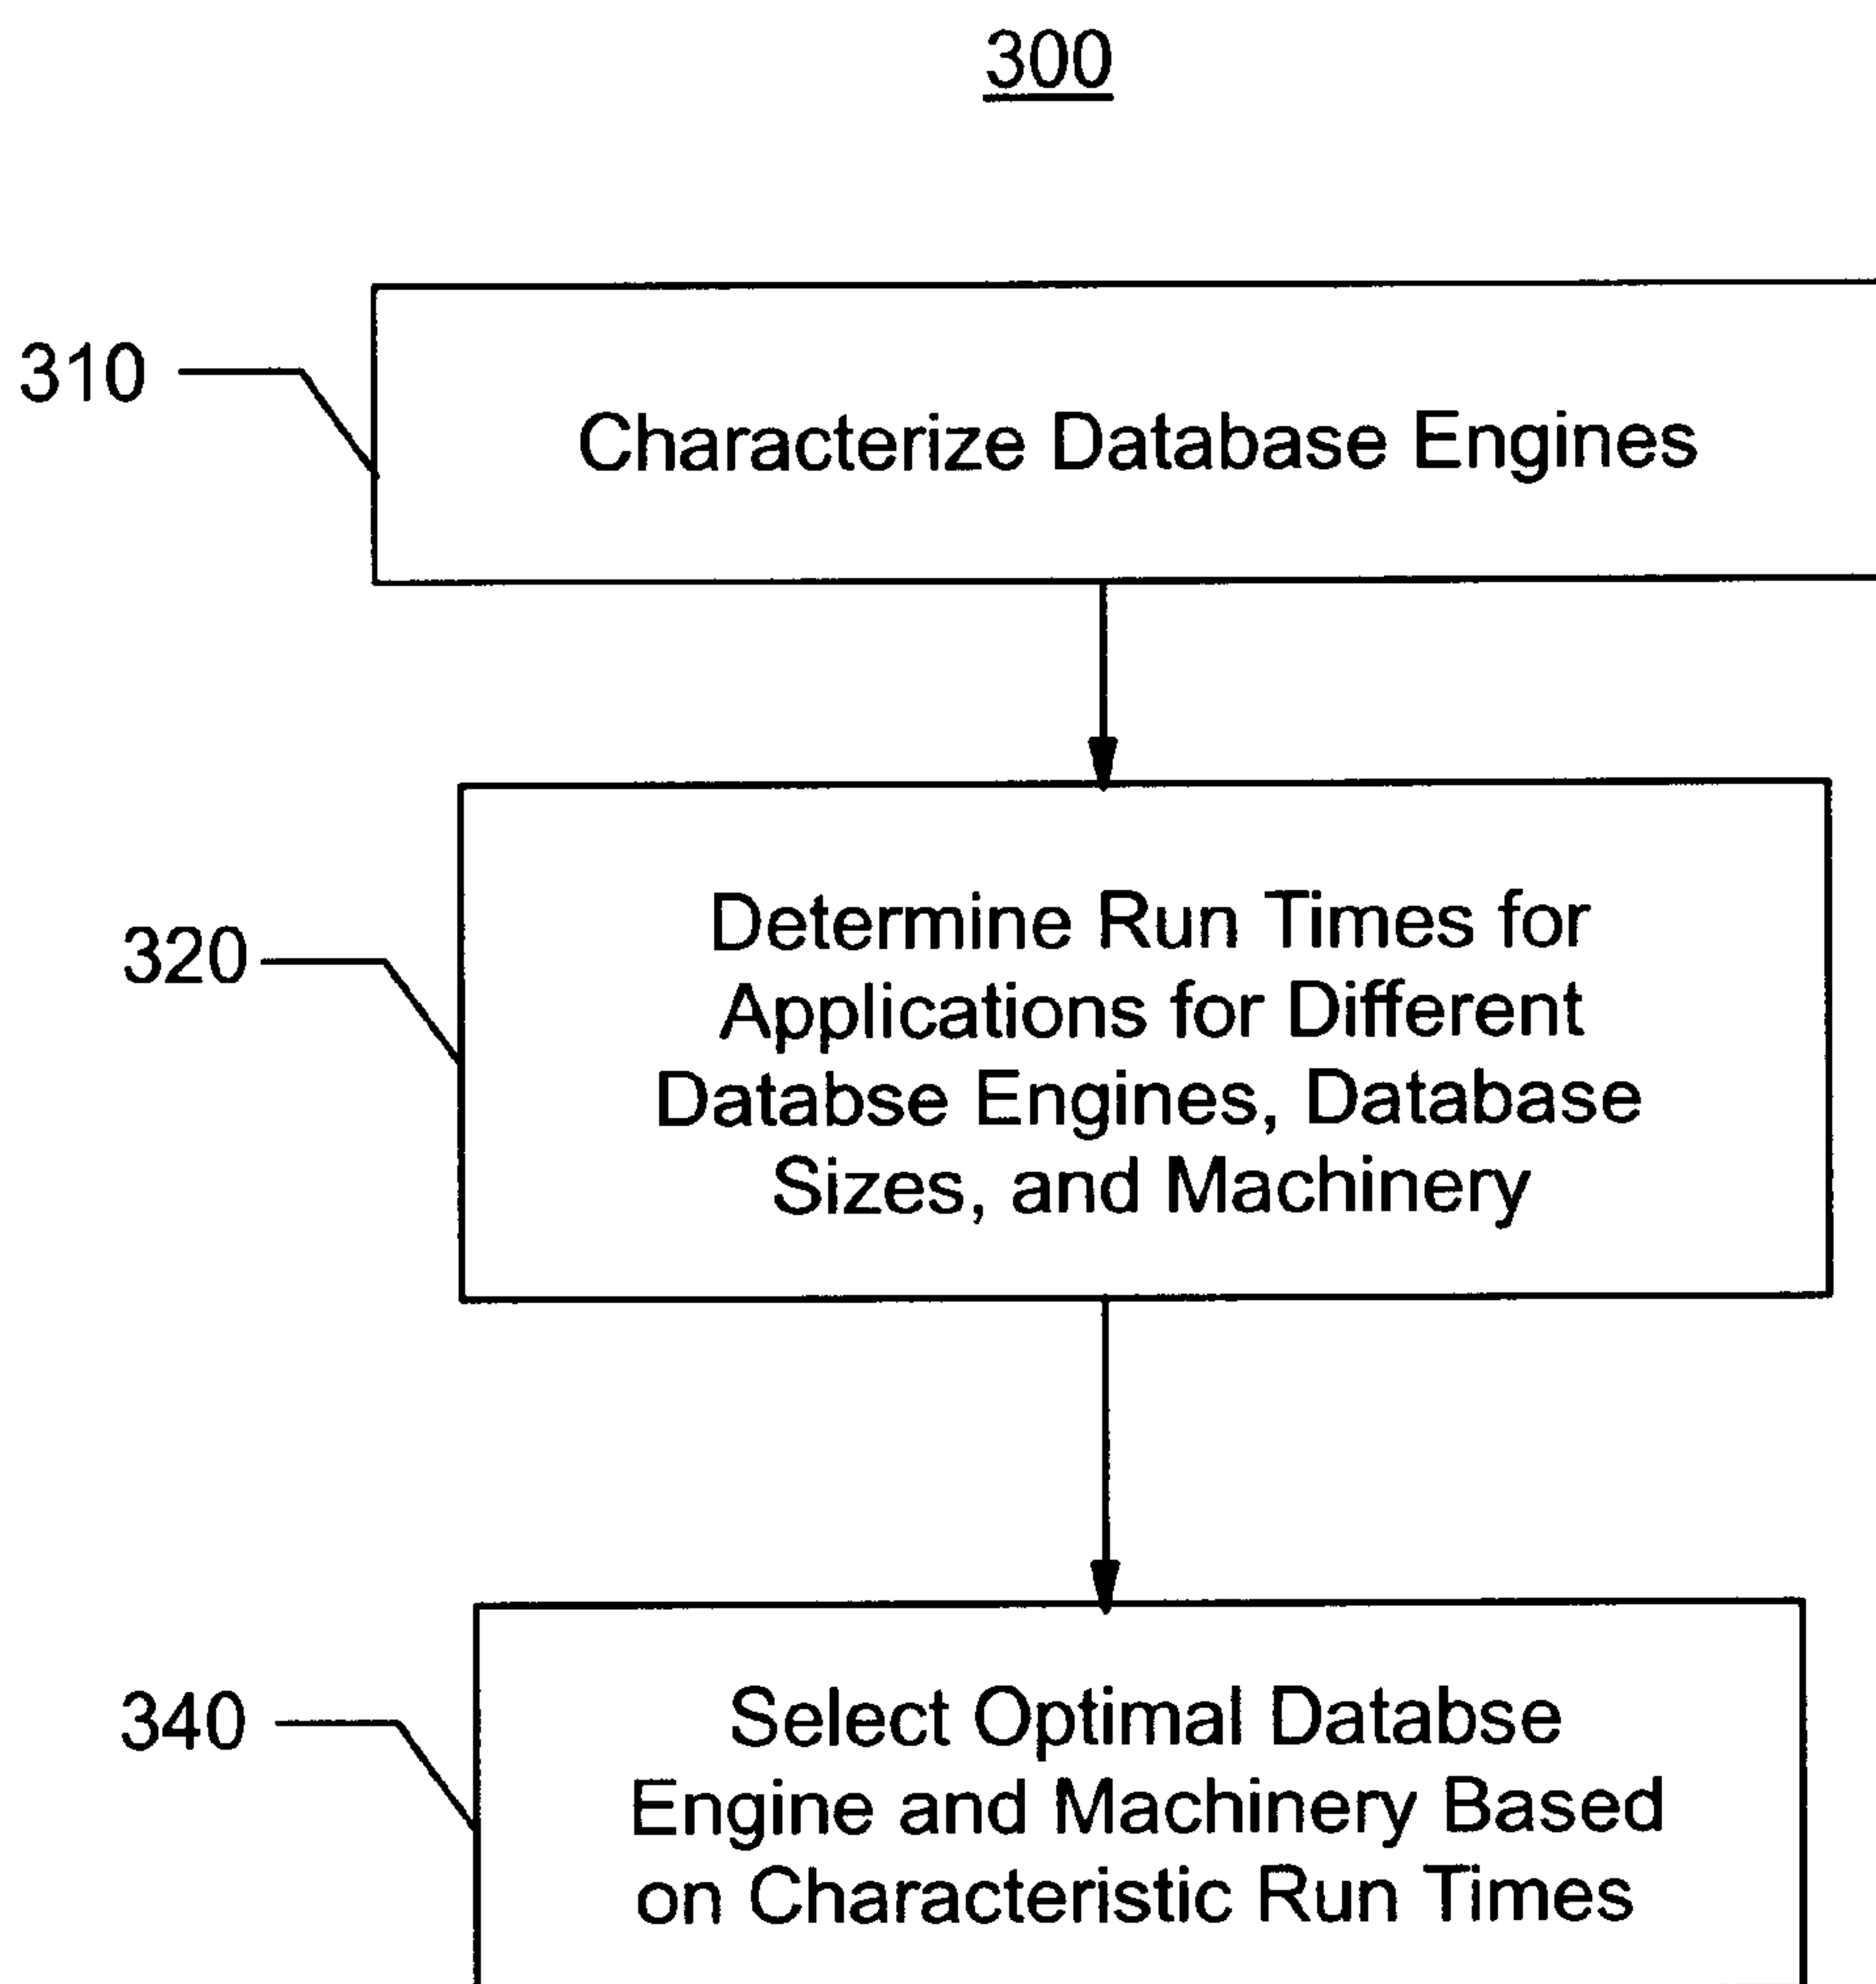 300
310
Characterize Database Engines
320
Determine Run Times for
Applications for Different
Databse Engines, Database
Sizes, and Machinery
340
Select Optimal Databse
Engine and Machinery Based
on Characteristic Run Times